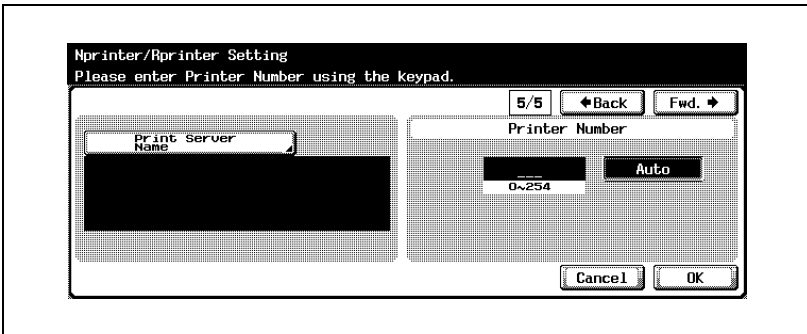 Nprinter/Rprinter Setting
Please enter Printer Number using the keypad.
5/5 ←Back Fwd. →
Print Server
Name
Printer Number
___ Auto
0~254
Cancel OK